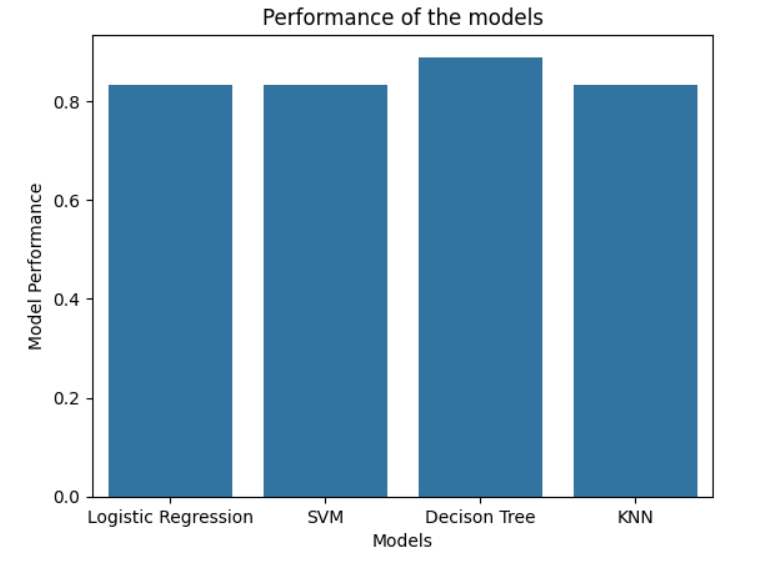 Performance of the models
Model Performance
0.8
0.6
0.4
0.2
0.0
Logistic Regression SVM Decison Tree KNN
Models